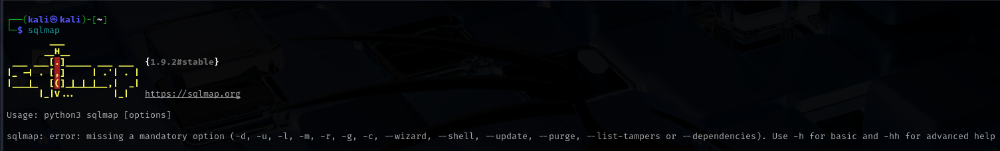 ┌──(kali㉿kali)-[~]
└─$ sqlmap
        ___
       __H__
 ___ ___[.]_____ ___ ___  {1.9.2#stable}
|_ -| . [,]     | .'| . |
|___|_  [(]_|_|_|__,|  _|
      |_|V...       |_|   https://sqlmap.org
Usage: python3 sqlmap [options]
sqlmap: error: missing a mandatory option (-d, -u, -l, -m, -r, -g, -c, --wizard, --shell, --update, --purge, --list-tampers or --dependencies). Use -h for basic and -hh for advanced help